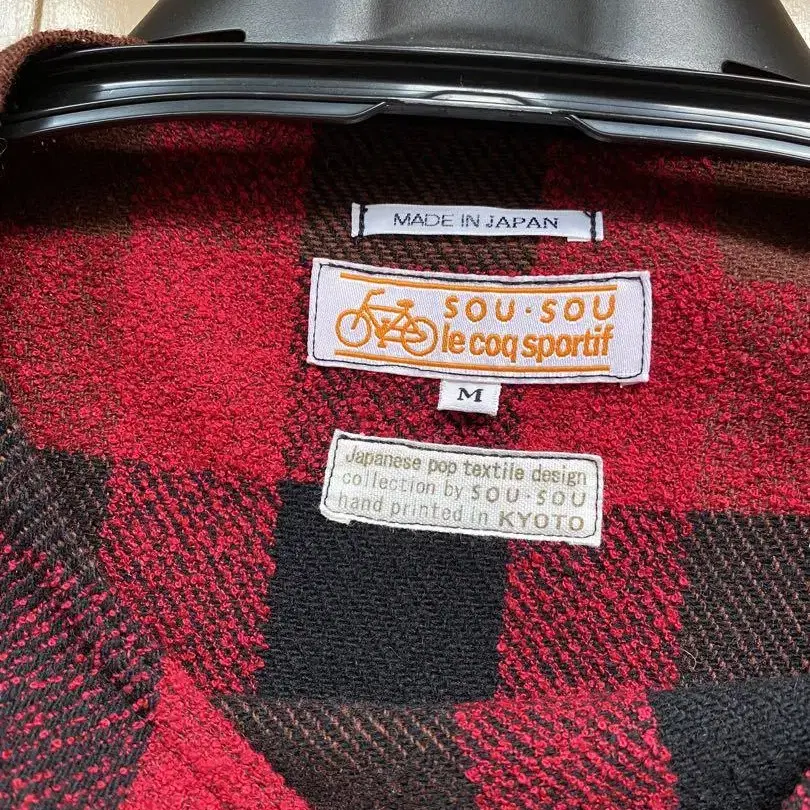 MADE IN JAPAN
SOU・SOU
le coq sportif
M
Japanese pop textile design
collection by SOU・SOU
hand printed in KYOTO